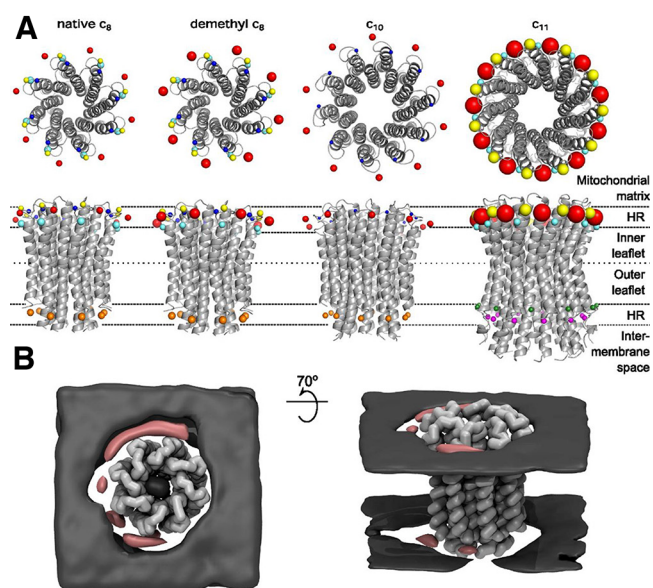 A
native c₈
demethyl c₈
c₁₀
c₁₁
Mitochondrial
matrix
HR
Inner
leaflet
Outer
leaflet
HR
Inter-
membrane
space
B
70º